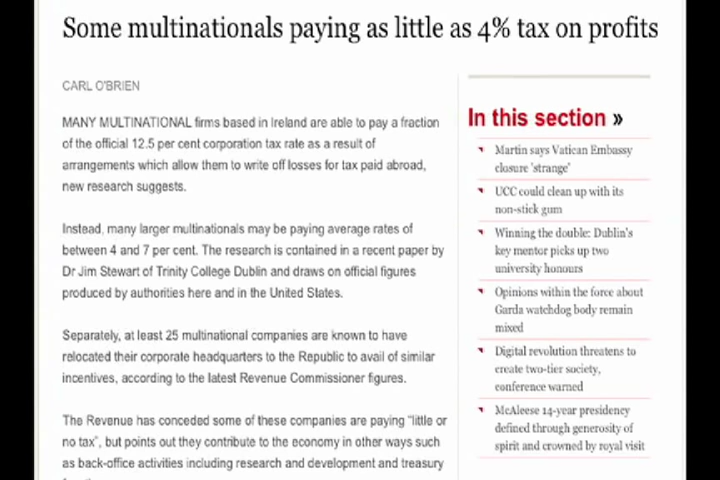 Some multinationals paying as little as 4% tax on profits
CARL O'BRIEN
MANY MULTINATIONAL firms based in Ireland are able to pay a fraction
of the official 12.5 per cent corporation tax rate as a result of
arrangements which allow them to write off losses for tax paid abroad,
new research suggests.
Instead, many larger multinationals may be paying average rates of
between 4 and 7 per cent. The research is contained in a recent paper by
Dr Jim Stewart of Trinity College Dublin and draws on official figures
produced by authorities here and in the United States.
Separately, at least 25 multinational companies are known to have
relocated their corporate headquarters to the Republic to avail of similar
incentives, according to the latest Revenue Commissioner figures.
The Revenue has conceded some of these companies are paying "little or
no tax", but points out they contribute to the economy in other ways such
as back-office activities including research and development and treasury
In this section »
Martin says Vatican Embassy
closure 'strange'
UCC could clean up with its
non-stick gum
Winning the double: Dublin's
key mentor picks up two
university honours
Opinions within the force about
Garda watchdog body remain
mixed
Digital revolution threatens to
create two-tier society,
conference warned
McAleese 14-year presidency
defined through generosity of
spirit and crowned by royal visit